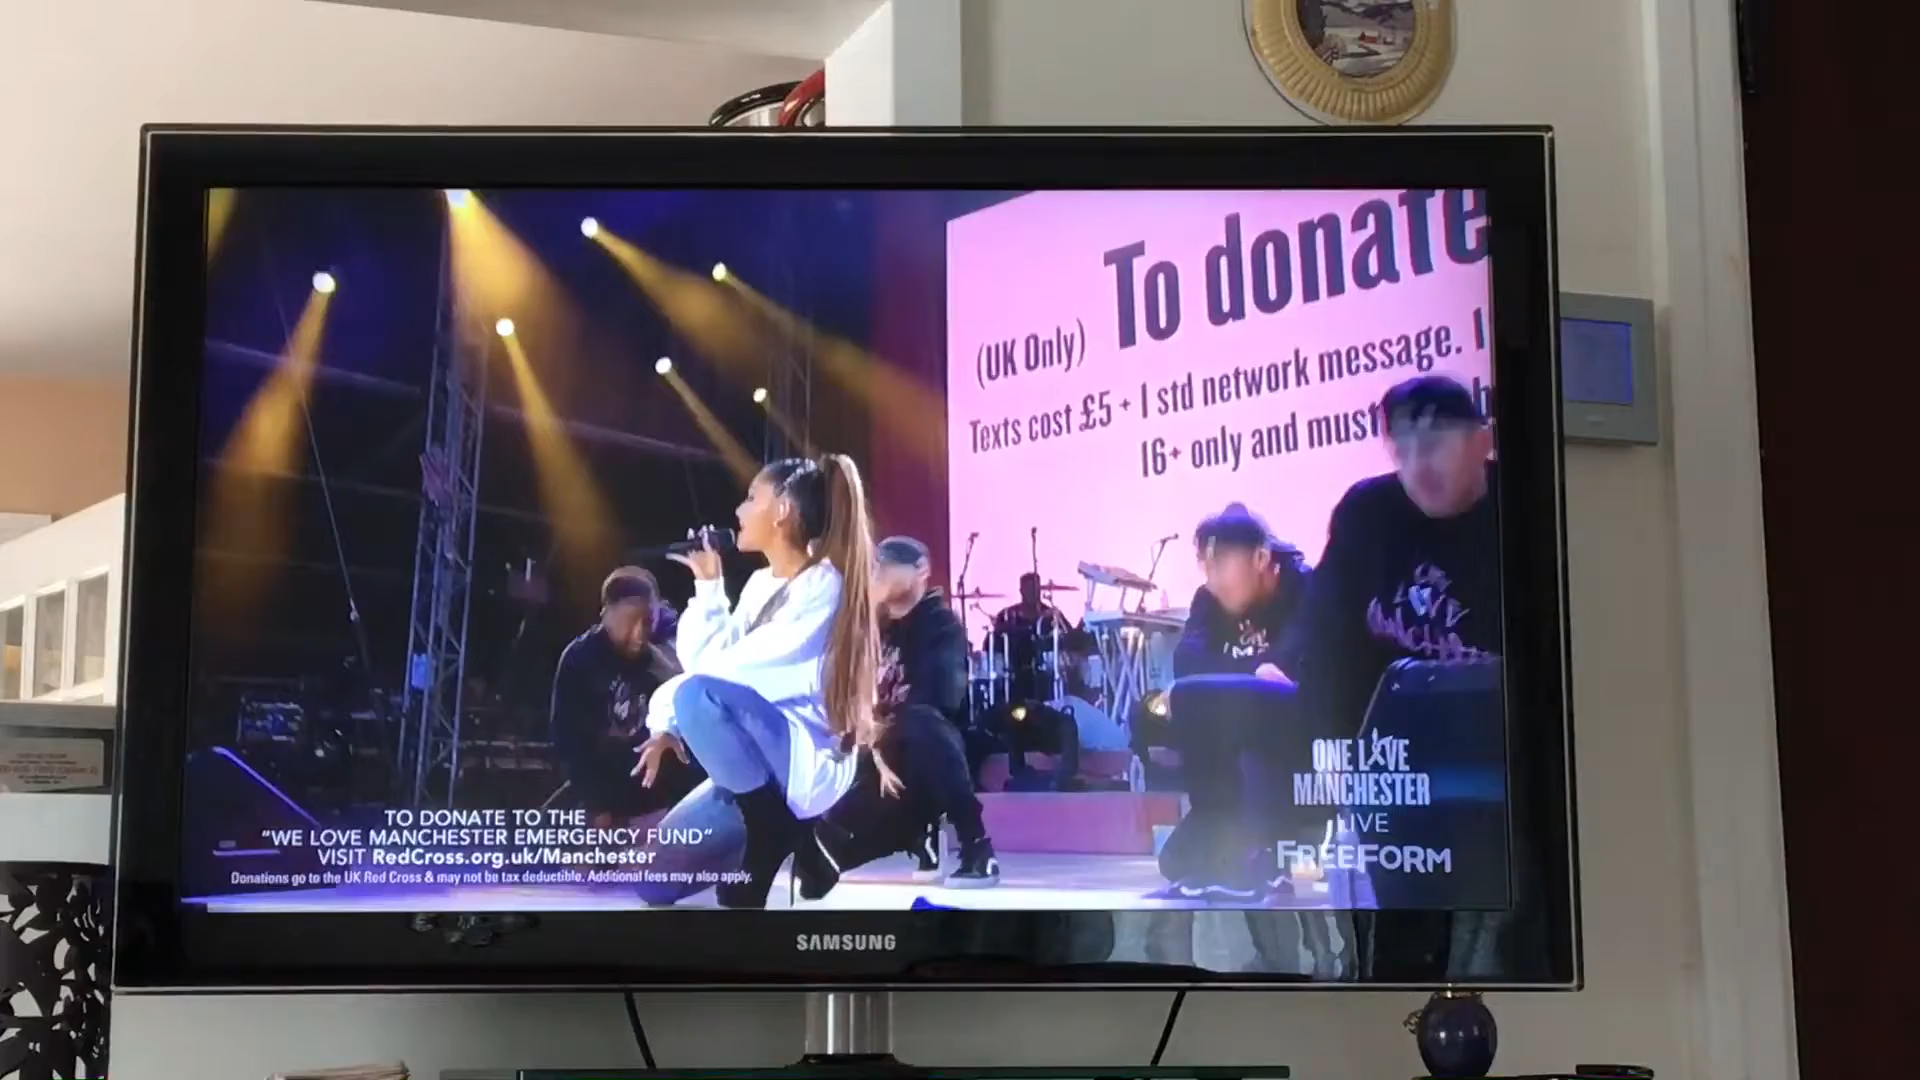 To donate
(UK Only)
Texts cost £5 + 1 std network message.
16+ only and must
TO DONATE TO THE
"WE LOVE MANCHESTER EMERGENCY FUND"
VISIT RedCross.org.uk/Manchester
Donations go to the UK Red Cross & may not be tax deductible. Additional fees may also apply.
ONE LOVE
MANCHESTER
LIVE
FREEFORM
SAMSUNG